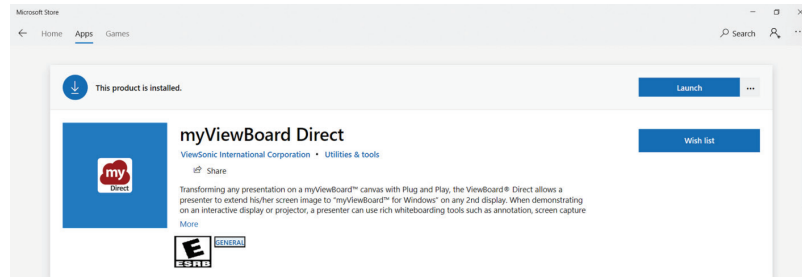 Microsoft Store
Home Apps Games Search
This product is installed. Launch
myViewBoard Direct
Wish list
ViewSonic International Corporation • Utilities & tools
Share
my
Direct
Transforming any presentation on a myViewBoard™ canvas with Plug and Play, the ViewBoard® Direct allows a
presenter to extend his/her screen image to "myViewBoard™ for Windows" on any 2nd display. When demonstrating
on an interactive display or projector, a presenter can use rich whiteboarding tools such as annotation, screen capture
More
E
GENERAL
ESRB